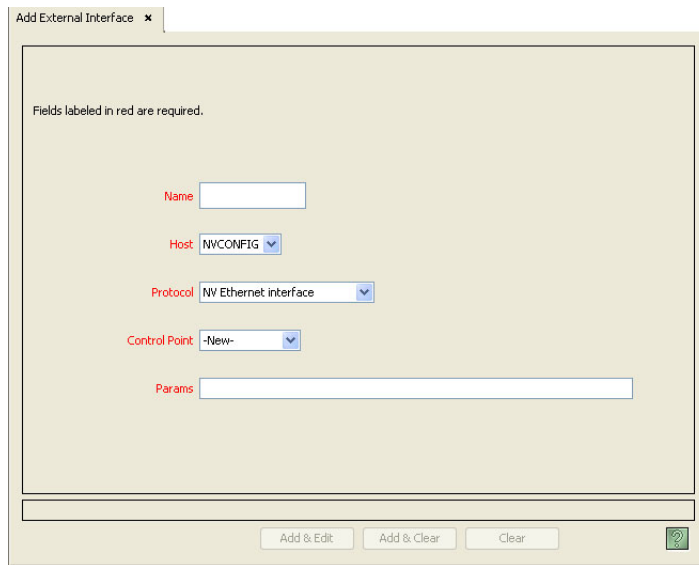 Add External Interface ×
Fields labeled in red are required.
Name
Host NVCONFIG
Protocol NV Ethernet interface
Control Point -New-
Params
Add & Edit Add & Clear Clear ?